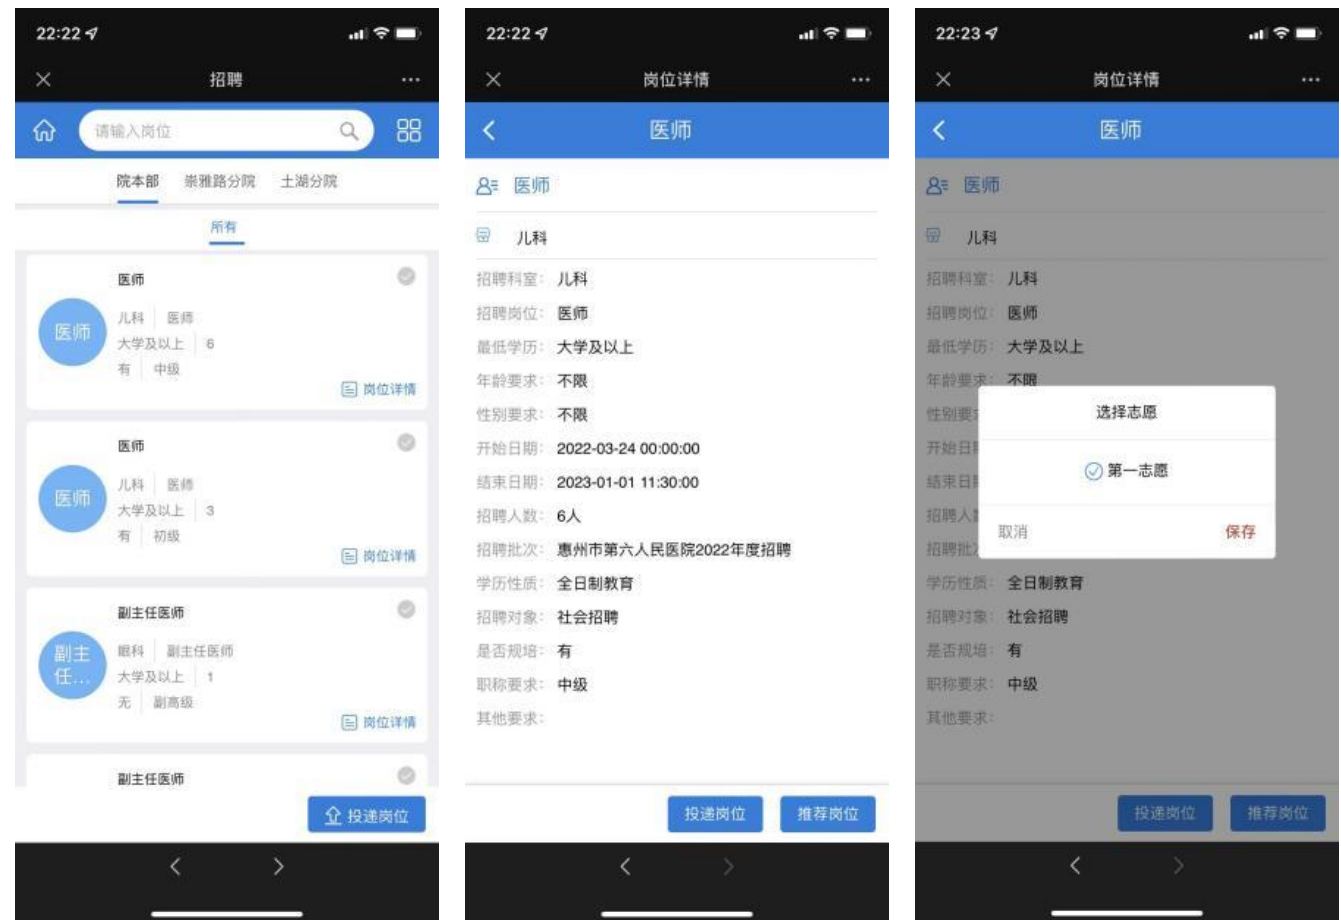 22:22
招聘
请输入岗位
院本部 崇雅路分院 土湖分院
所有
医师
医师
儿科 医师
大学及以上 6
有 中级
岗位详情
医师
医师
儿科 医师
大学及以上 3
有 初级
岗位详情
副主任医师
副主任...
眼科 副主任医师
大学及以上 1
无 副高级
岗位详情
副主任医师
投递岗位
22:22
岗位详情
医师
医师
儿科
招聘科室: 儿科
招聘岗位: 医师
最低学历: 大学及以上
年龄要求: 不限
性别要求: 不限
开始日期: 2022-03-24 00:00:00
结束日期: 2023-01-01 11:30:00
招聘人数: 6人
招聘批次: 惠州市第六人民医院2022年度招聘
学历性质: 全日制教育
招聘对象: 社会招聘
是否规培: 有
职称要求: 中级
其他要求:
投递岗位 推荐岗位
22:23
岗位详情
医师
医师
儿科
招聘科室: 儿科
招聘岗位: 医师
最低学历: 大学及以上
年龄要求: 不限
性别要
开始日
结束日
招聘人
招聘批
选择志愿
第一志愿
取消 保存
学历性质: 全日制教育
招聘对象: 社会招聘
是否规培: 有
职称要求: 中级
其他要求:
投递岗位 推荐岗位